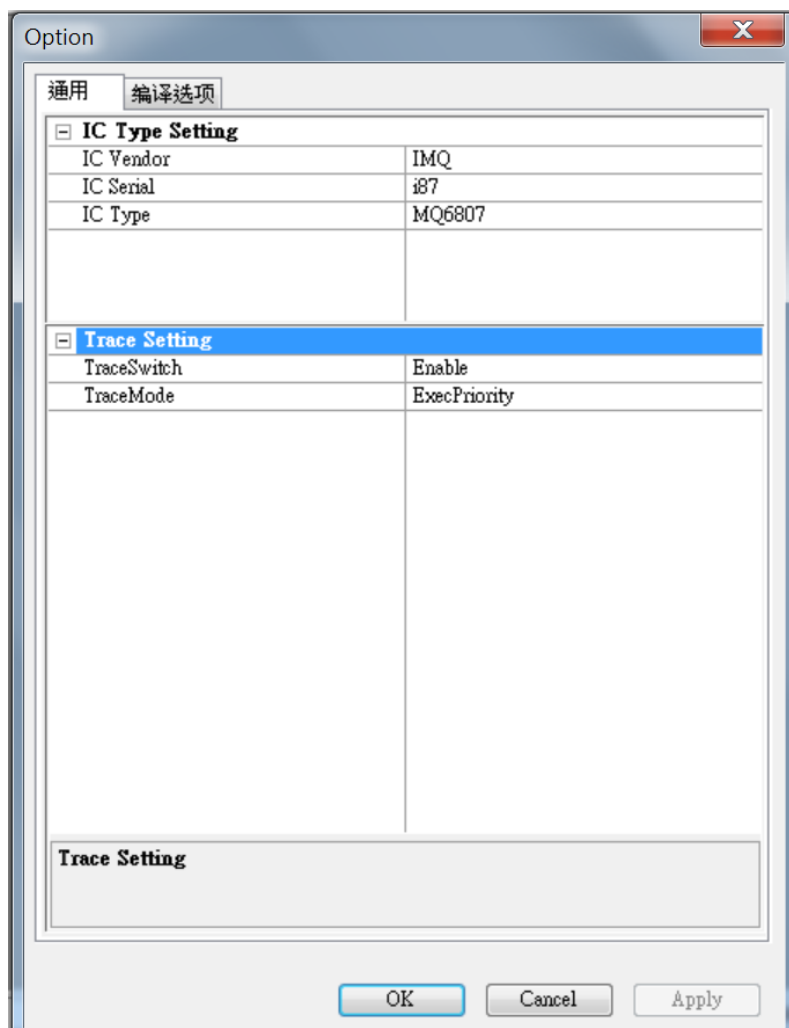 Option
通用 编译选项
IC Type Setting
IC Vendor IMQ
IC Serial i87
IC Type MQ6807
Trace Setting
TraceSwitch Enable
TraceMode ExecPriority
Trace Setting
OK Cancel Apply